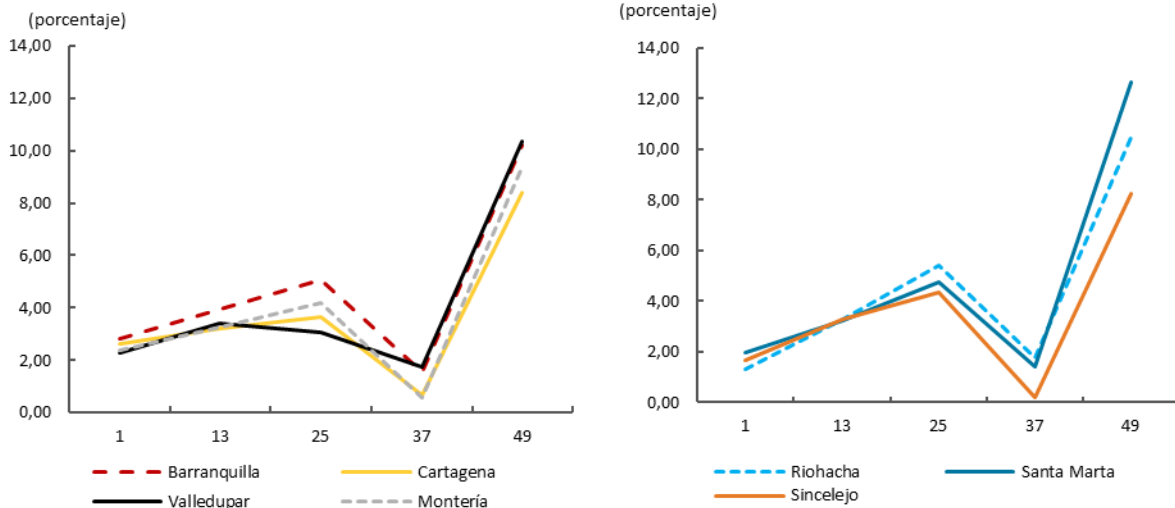 (porcentaje)
14,00
12,00
10,00
8,00
6,00
4,00
2,00
0,00
1 13 25 37 49
Barranquilla Cartagena
Valledupar Montería
(porcentaje)
14,00
12,00
10,00
8,00
6,00
4,00
2,00
0,00
1 13 25 37 49
Riohacha Santa Marta
Sincelejo